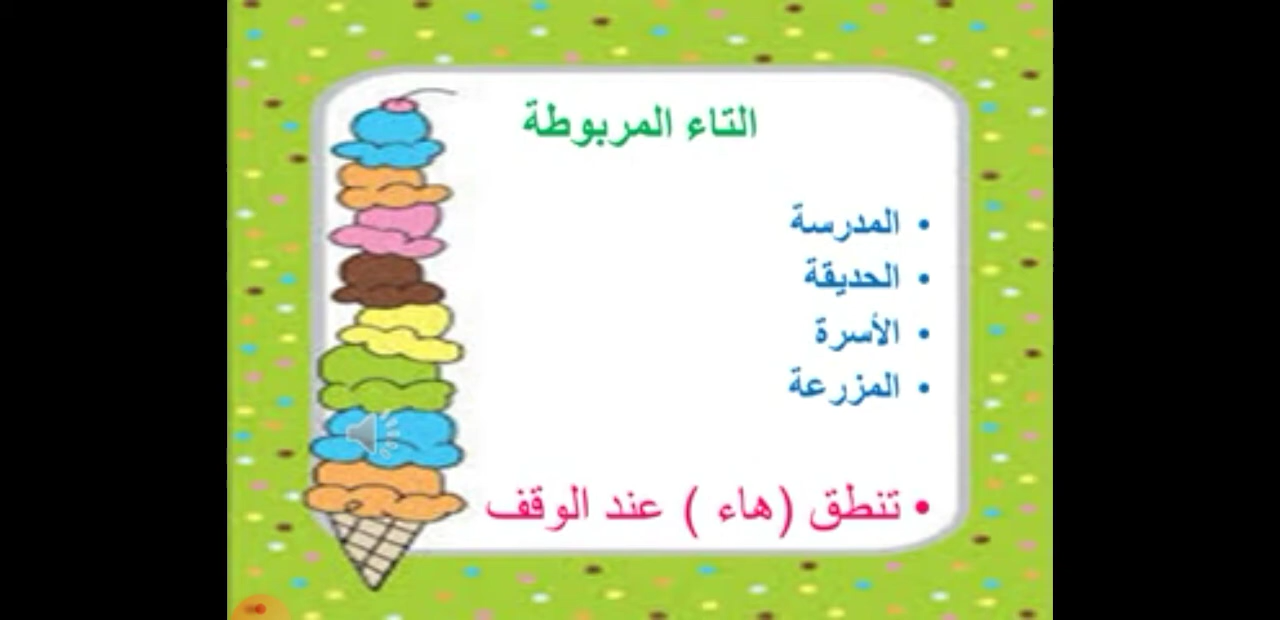 التاء المربوطة
• المدرسة
• الحديقة
• الأسرة
• المزرعة
• تنطق (هاء ) عند الوقف